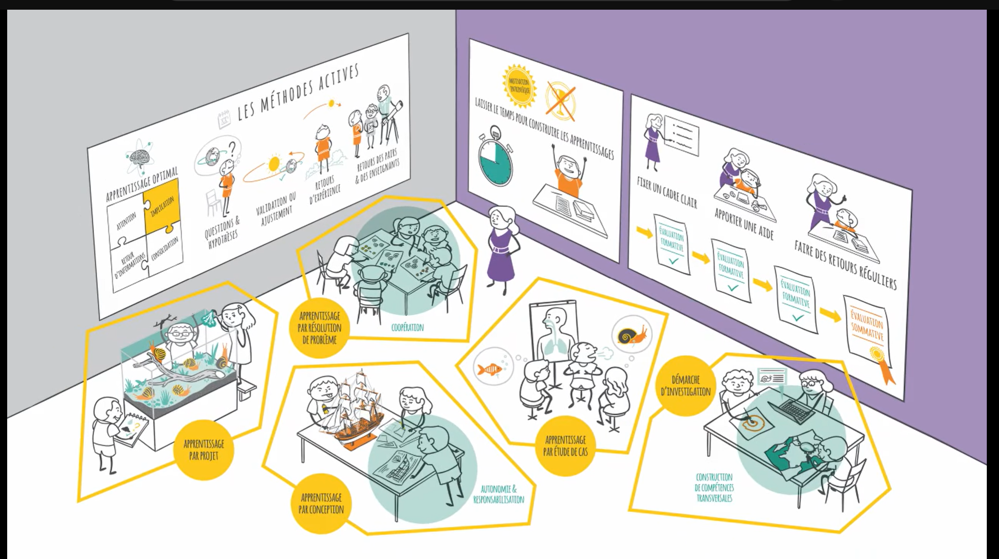 LES MÉTHODES ACTIVES
APPRENTISSAGE OPTIMAL
ATTENTION
IMPLICATION
RETOUR
D'INFORMATIONS
CONSOLIDATION
?
QUESTIONS &
HYPOTHÈSES
VALIDATION OU
AJUSTEMENT
RETOURS
D'EXPÉRIENCE
RETOURS DES PAIRS
& DES ENSEIGNANTS
MOTIVATION
INTRINSÈQUE
LAISSER LE TEMPS POUR CONSTRUIRE LES APPRENTISSAGES
FIXER UN CADRE CLAIR
APPORTER UNE AIDE
FAIRE DES RETOURS RÉGULIERS
ÉVALUATION
FORMATIVE
ÉVALUATION
FORMATIVE
ÉVALUATION
FORMATIVE
ÉVALUATION
SOMMATIVE
APPRENTISSAGE
PAR RÉSOLUTION
DE PROBLÈME
COOPÉRATION
?
APPRENTISSAGE
PAR PROJET
APPRENTISSAGE
PAR CONCEPTION
AUTONOMIE &
RESPONSABILISATION
APPRENTISSAGE
PAR ÉTUDE DE CAS
DÉMARCHE
D'INVESTIGATION
CONSTRUCTION
DE COMPÉTENCES
TRANSVERSALES